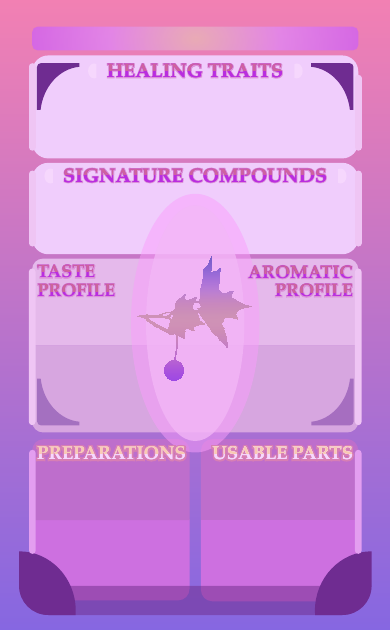 HEALING TRAITS
SIGNATURE COMPOUNDS
TASTE
PROFILE
AROMATIC
PROFILE
PREPARATIONS
USABLE PARTS